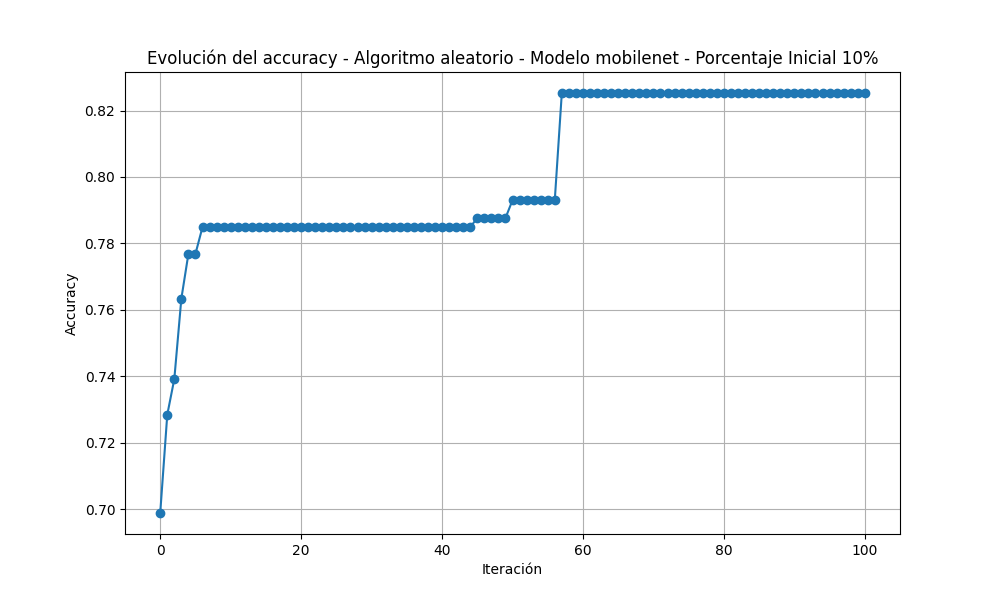 Evolución del accuracy - Algoritmo aleatorio - Modelo mobilenet - Porcentaje Inicial 10%
0.82
0.80
0.78
0.76
0.74
0.72
0.70
Accuracy
0 20 40 60 80 100
Iteración